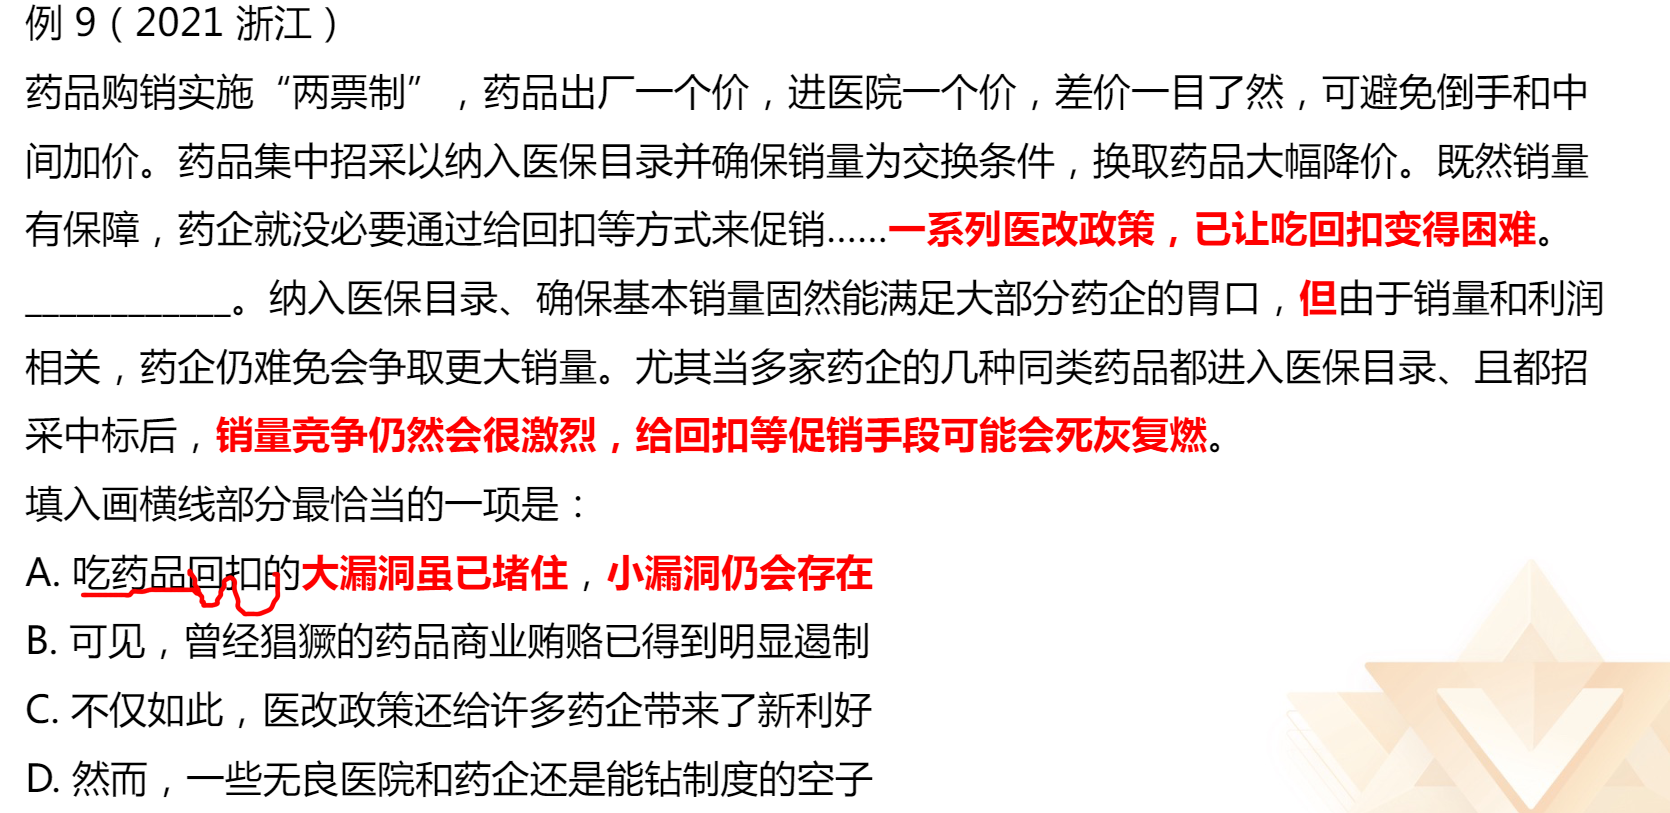 例 9（2021 浙江）
药品购销实施“两票制”，药品出厂一个价，进医院一个价，差价一目了然，可避免倒手和中
间加价。药品集中招采以纳入医保目录并确保销量为交换条件，换取药品大幅降价。既然销量
有保障，药企就没必要通过给回扣等方式来促销……一系列医改政策，已让吃回扣变得困难。
____________。纳入医保目录、确保基本销量固然能满足大部分药企的胃口，但由于销量和利润
相关，药企仍难免会争取更大销量。尤其当多家药企的几种同类药品都进入医保目录、且都招
采中标后，销量竞争仍然会很激烈，给回扣等促销手段可能会死灰复燃。
填入画横线部分最恰当的一项是：
A. 吃药品回扣的大漏洞虽已堵住，小漏洞仍会存在
B. 可见，曾经猖獗的药品商业贿赂已得到明显遏制
C. 不仅如此，医改政策还给许多药企带来了新利好
D. 然而，一些无良医院和药企还是能钻制度的空子